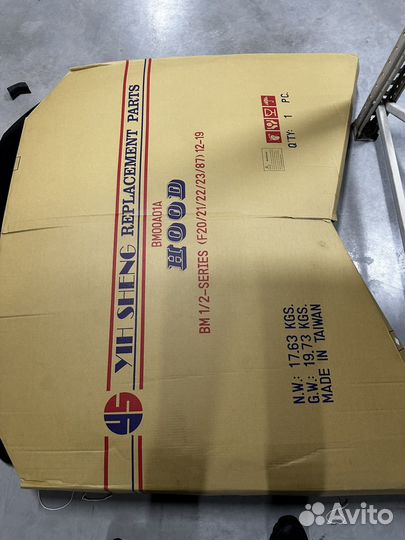 YS YIH SHENG REPLACEMENT PARTS
BM00A01A
HOOD
BM 1/2-SERIES (F20/21/22/23/87) 12-19
Q'TY: 1 PC.
N.W.: 17.63 KGS.
G.W.: 19.73 KGS.
MADE IN TAIWAN
Avito